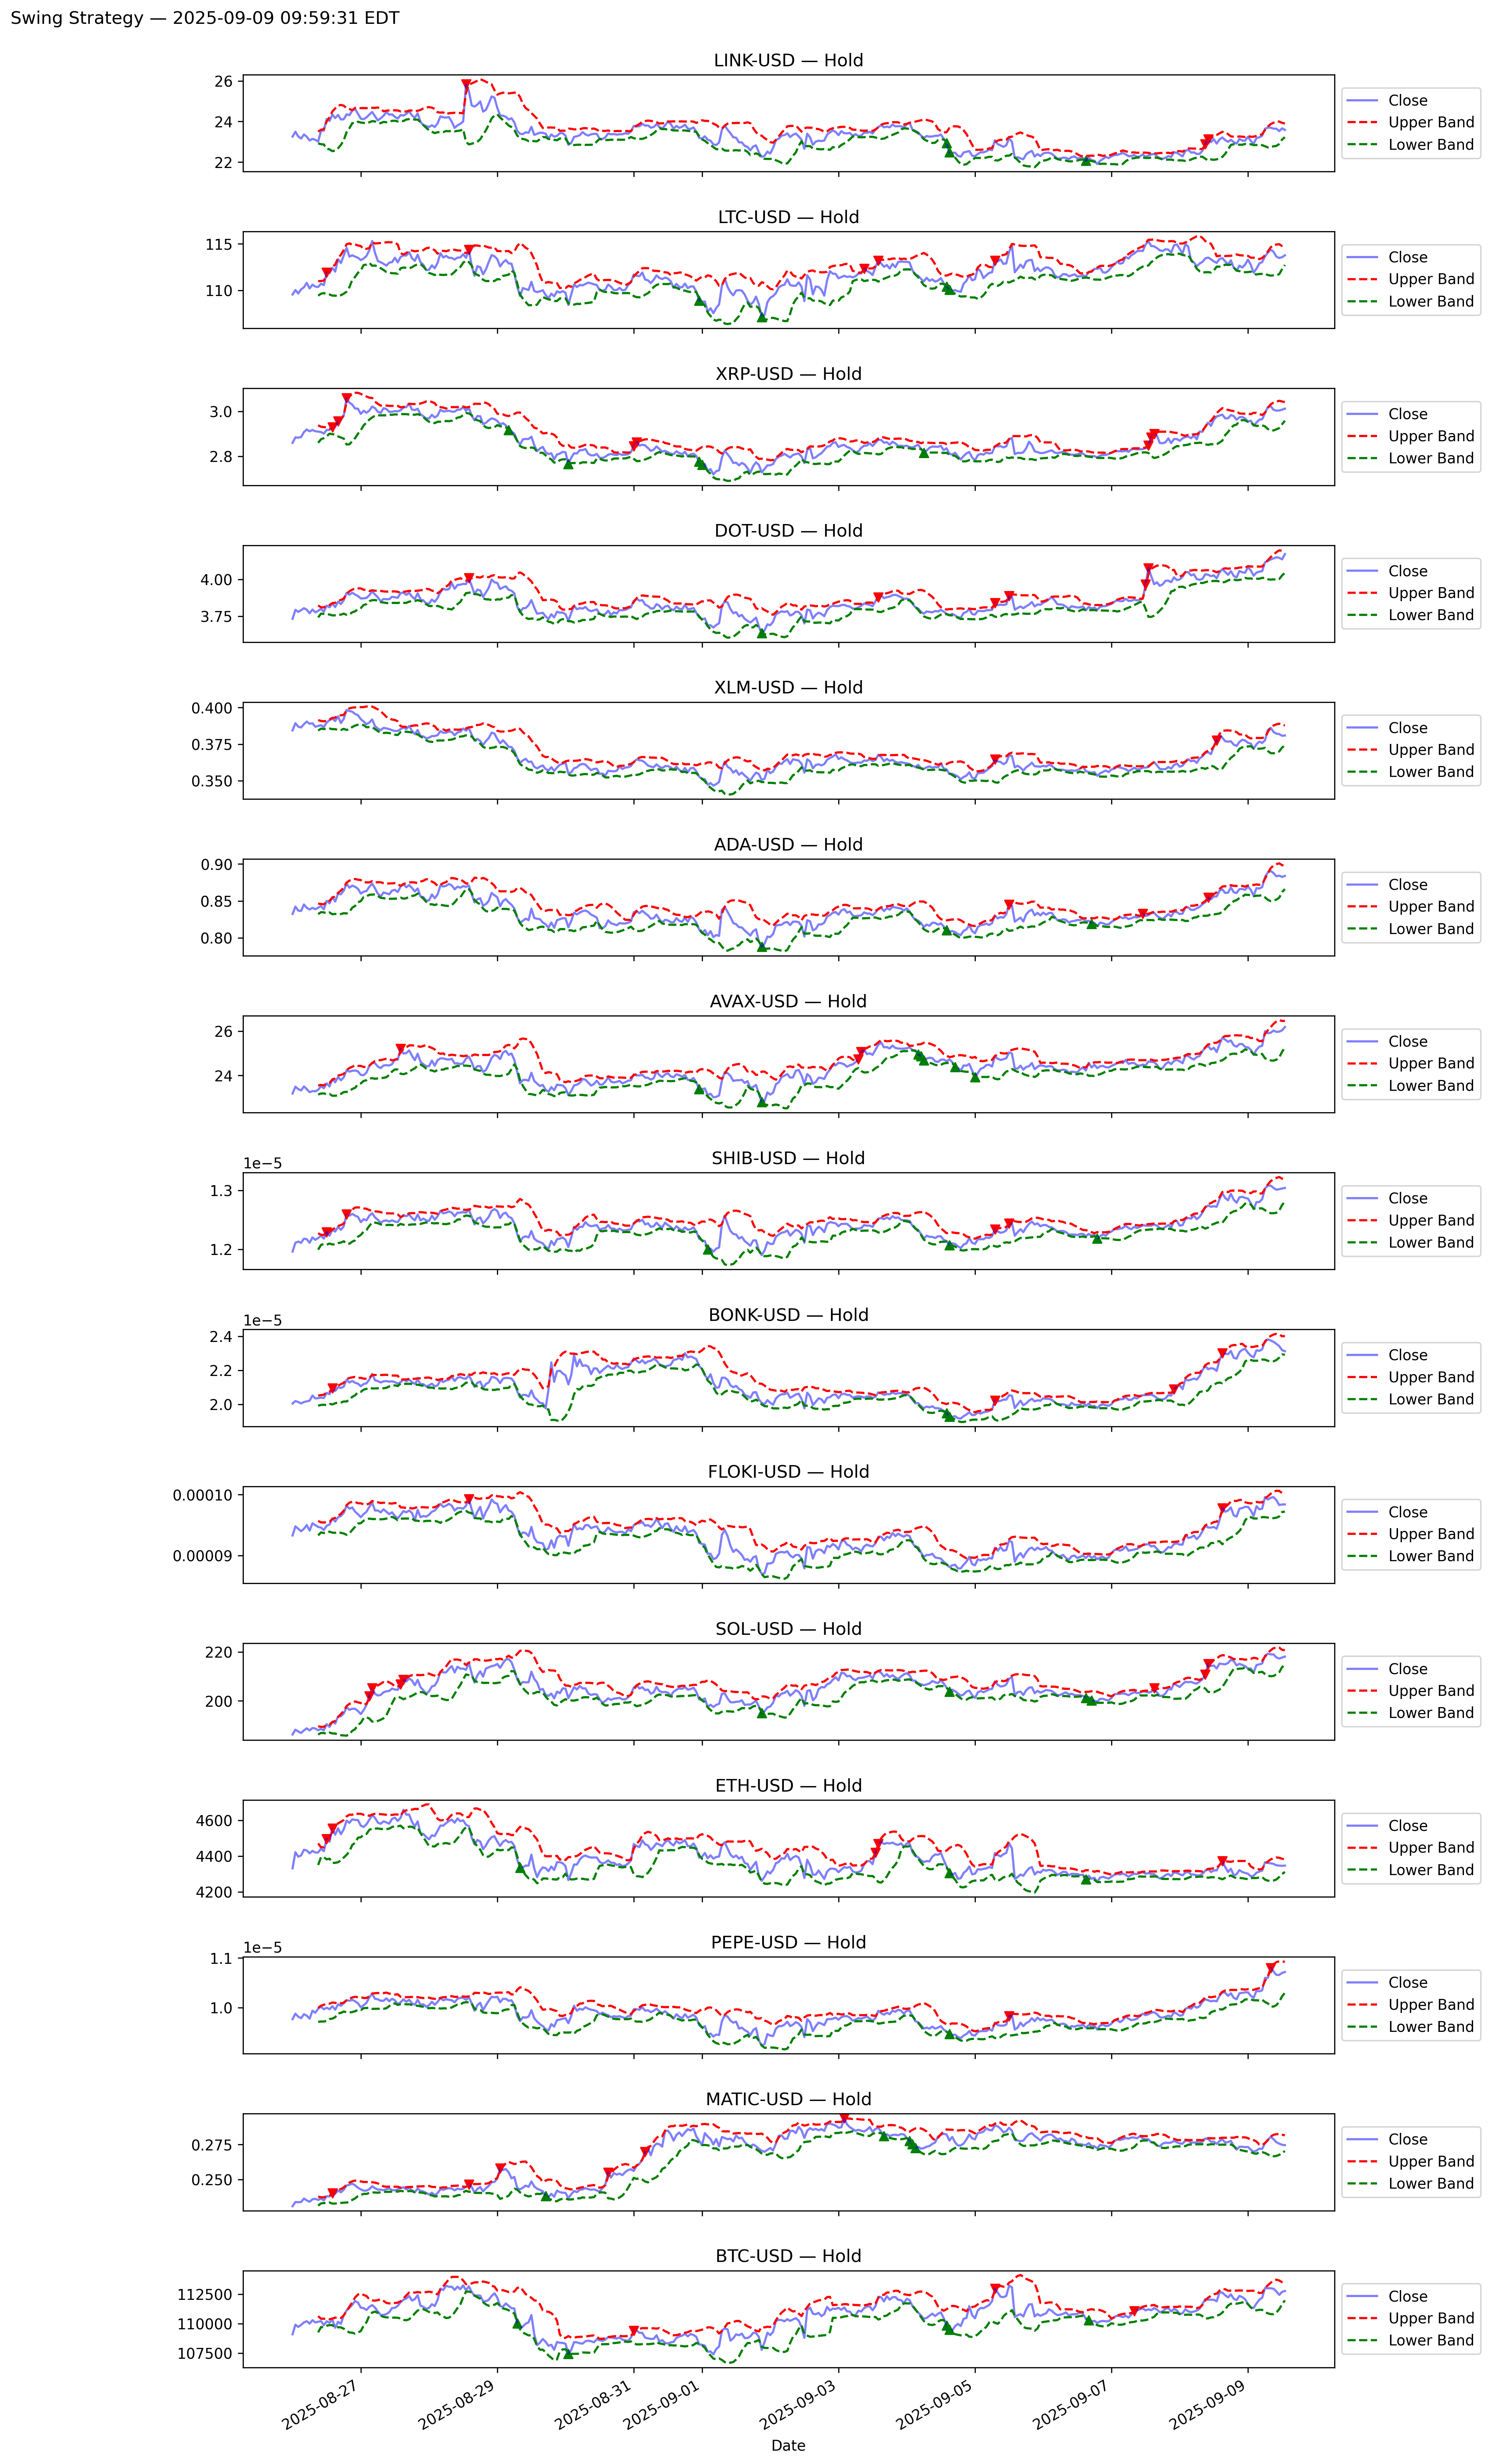 Swing Strategy — 2025-09-09 09:59:31 EDT
LINK-USD — Hold
26
24
22
Close
Upper Band
Lower Band
LTC-USD — Hold
115
110
Close
Upper Band
Lower Band
XRP-USD — Hold
3.0
2.8
Close
Upper Band
Lower Band
DOT-USD — Hold
4.00
3.75
Close
Upper Band
Lower Band
XLM-USD — Hold
0.400
0.375
0.350
Close
Upper Band
Lower Band
ADA-USD — Hold
0.90
0.85
0.80
Close
Upper Band
Lower Band
AVAX-USD — Hold
26
24
Close
Upper Band
Lower Band
SHIB-USD — Hold
1e−5
1.3
1.2
Close
Upper Band
Lower Band
BONK-USD — Hold
1e−5
2.4
2.2
2.0
Close
Upper Band
Lower Band
FLOKI-USD — Hold
0.00010
0.00009
Close
Upper Band
Lower Band
SOL-USD — Hold
220
200
Close
Upper Band
Lower Band
ETH-USD — Hold
4600
4400
4200
Close
Upper Band
Lower Band
PEPE-USD — Hold
1e−5
1.1
1.0
Close
Upper Band
Lower Band
MATIC-USD — Hold
0.275
0.250
Close
Upper Band
Lower Band
BTC-USD — Hold
112500
110000
107500
Close
Upper Band
Lower Band
2025-08-27
2025-08-29
2025-08-31
2025-09-01
2025-09-03
2025-09-05
2025-09-07
2025-09-09
Date